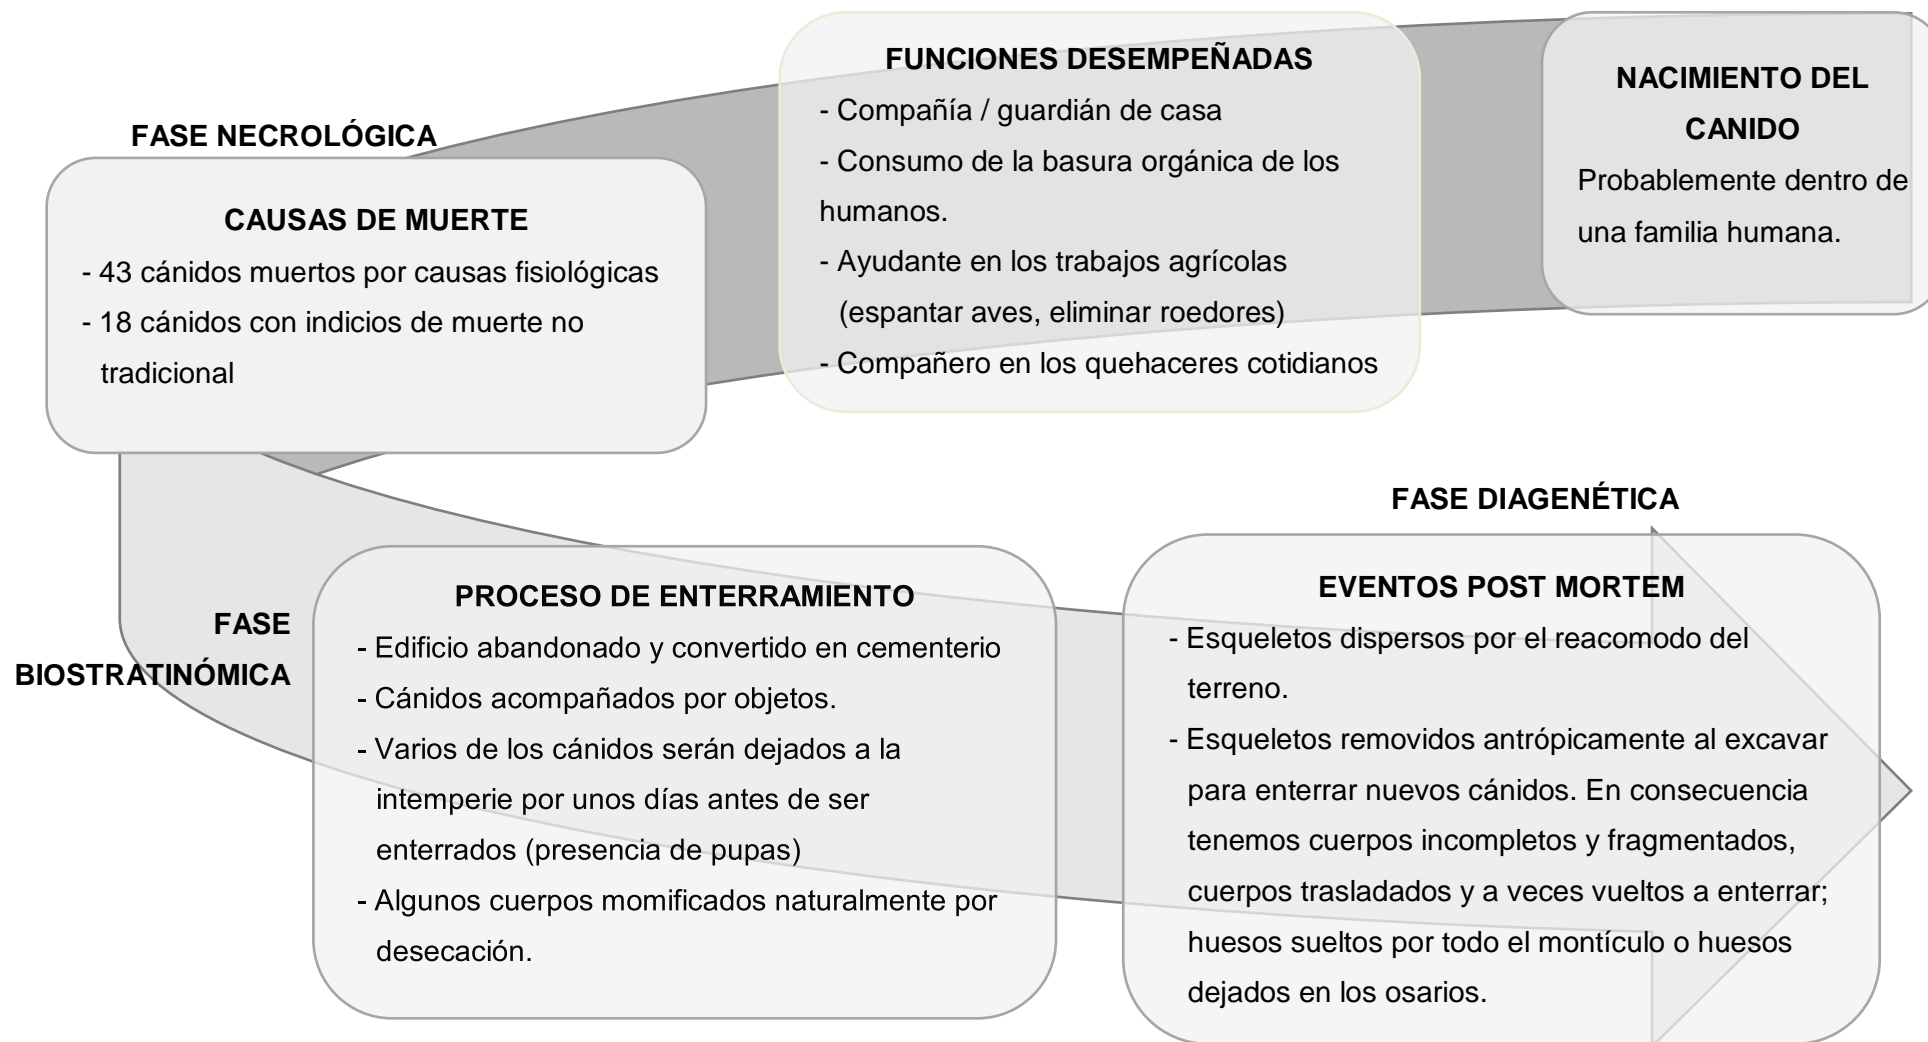 FUNCIONES DESEMPEÑADAS
- Compañía / guardián de casa
- Consumo de la basura orgánica de los
humanos.
- Ayudante en los trabajos agrícolas
(espantar aves, eliminar roedores)
- Compañero en los quehaceres cotidianos
NACIMIENTO DEL
CANIDO
Probablemente dentro de
una familia humana.
FASE NECROLÓGICA
CAUSAS DE MUERTE
- 43 cánidos muertos por causas fisiológicas
- 18 cánidos con indicios de muerte no
tradicional
FASE
BIOSTRATINÓMICA
PROCESO DE ENTERRAMIENTO
- Edificio abandonado y convertido en cementerio
- Cánidos acompañados por objetos.
- Varios de los cánidos serán dejados a la
intemperie por unos días antes de ser
enterrados (presencia de pupas)
- Algunos cuerpos momificados naturalmente por
desecación.
FASE DIAGENÉTICA
EVENTOS POST MORTEM
- Esqueletos dispersos por el reacomodo del
terreno.
- Esqueletos removidos antrópicamente al excavar
para enterrar nuevos cánidos. En consecuencia
tenemos cuerpos incompletos y fragmentados,
cuerpos trasladados y a veces vueltos a enterrar;
huesos sueltos por todo el montículo o huesos
dejados en los osarios.